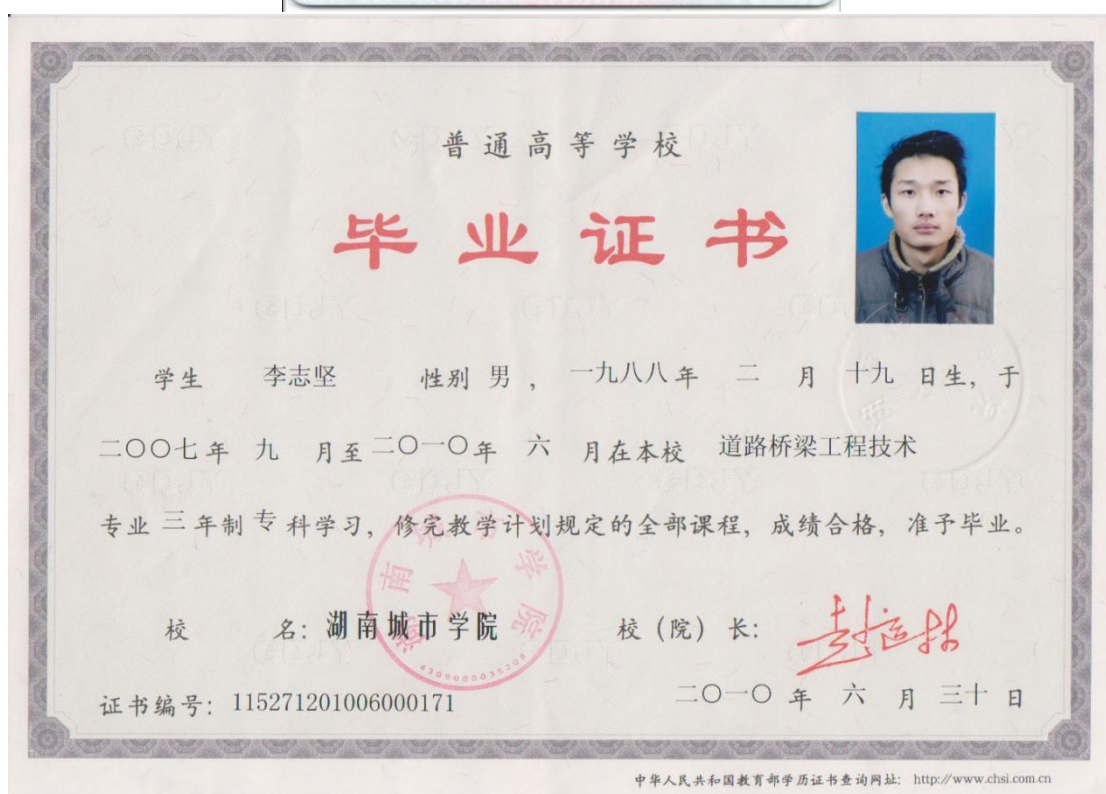 普通高等学校
毕业证书
学生 李志坚 性别 男 , 一九八八年 二 月 十九 日生, 于
二〇〇七年 九 月至二〇一〇年 六 月在本校 道路桥梁工程技术
专业 三 年制 专 科学习, 修完教学计划规定的全部课程, 成绩合格, 准予毕业。
湖南城市学院
4300000035208
校 名: 湖南城市学院 校 (院) 长:
证书编号: 115271201006000171 二〇一〇 年 六 月 三十 日
中华人民共和国教育部学历证书查询网址: http://www.chsi.com.cn